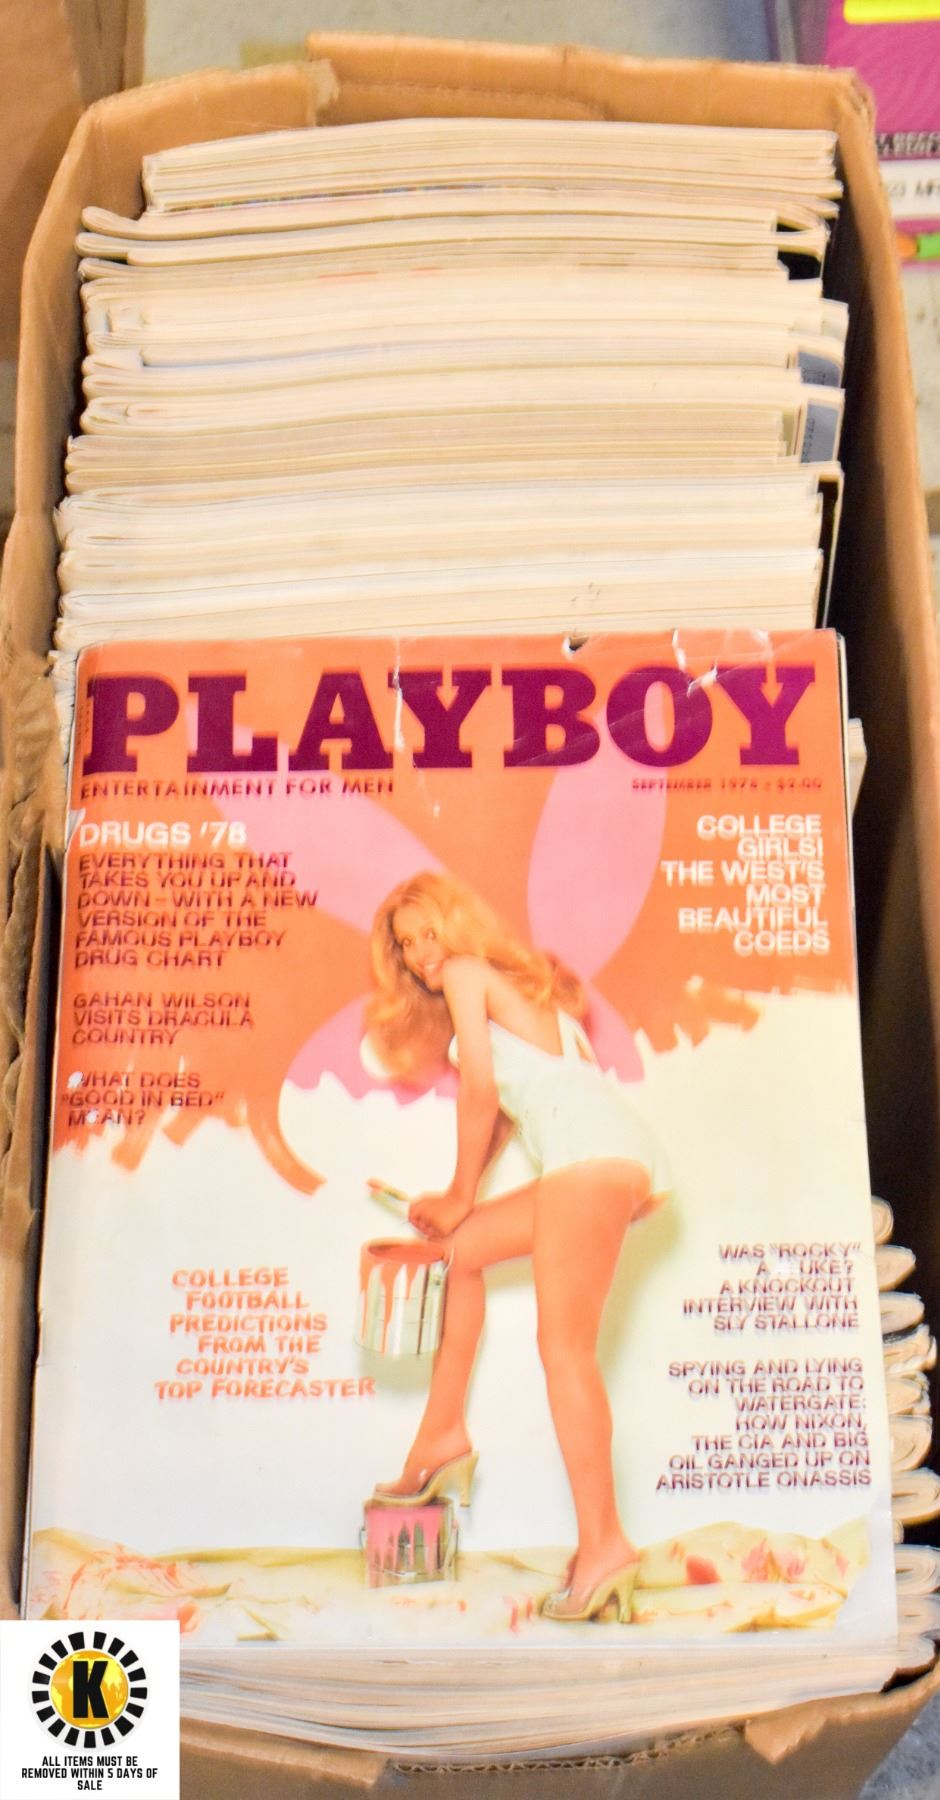 PLAYBOY
ENTERTAINMENT FOR MEN
SEPTEMBER 1978 • $2.00
DRUGS '78
EVERYTHING THAT
TAKES YOU UP AND
DOWN – WITH A NEW
VERSION OF THE
FAMOUS PLAYBOY
DRUG CHART
GAHAN WILSON
VISITS DRACULA
COUNTRY
WHAT DOES
"GOOD IN BED"
MEAN?
COLLEGE
GIRLS!
THE WEST'S
MOST
BEAUTIFUL
COEDS
COLLEGE
FOOTBALL
PREDICTIONS
FROM THE
COUNTRY'S
TOP FORECASTER
WAS "ROCKY"
A
A KNOCKOUT
INTERVIEW WITH
SLY STALLONE
SPYING AND LYING
ON THE ROAD TO
WATERGATE:
HOW NIXON,
THE CIA AND BIG
OIL GANGED UP ON
ARISTOTLE ONASSIS
K
ALL ITEMS MUST BE
REMOVED WITHIN 5 DAYS OF
SALE